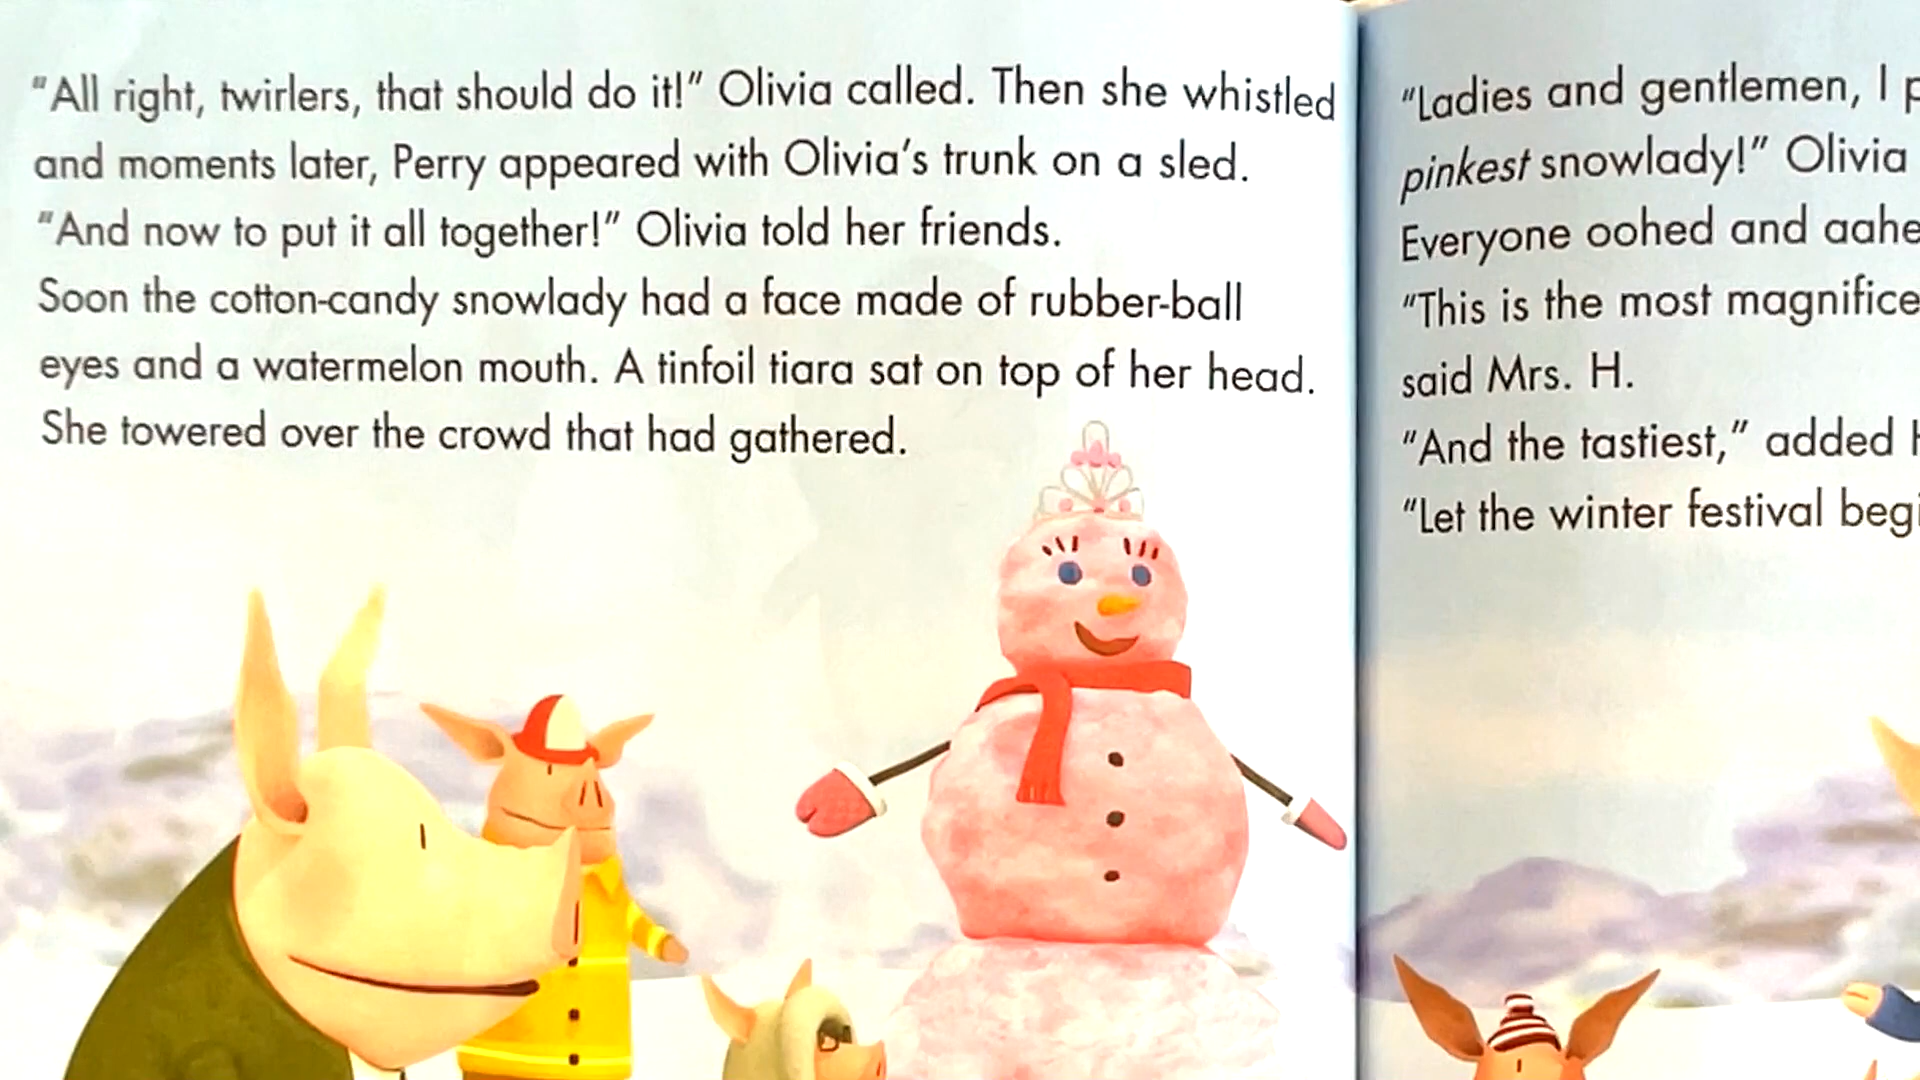 "All right, twirlers, that should do it!" Olivia called. Then she whistled
and moments later, Perry appeared with Olivia's trunk on a sled.
"And now to put it all together!" Olivia told her friends.
Soon the cotton-candy snowlady had a face made of rubber-ball
eyes and a watermelon mouth. A tinfoil tiara sat on top of her head.
She towered over the crowd that had gathered.
"Ladies and gentlemen, I
pinkest snowlady!" Olivia
Everyone oohed and
"This is the most
said Mrs. H.
"And the tastiest," added
"Let the winter festival